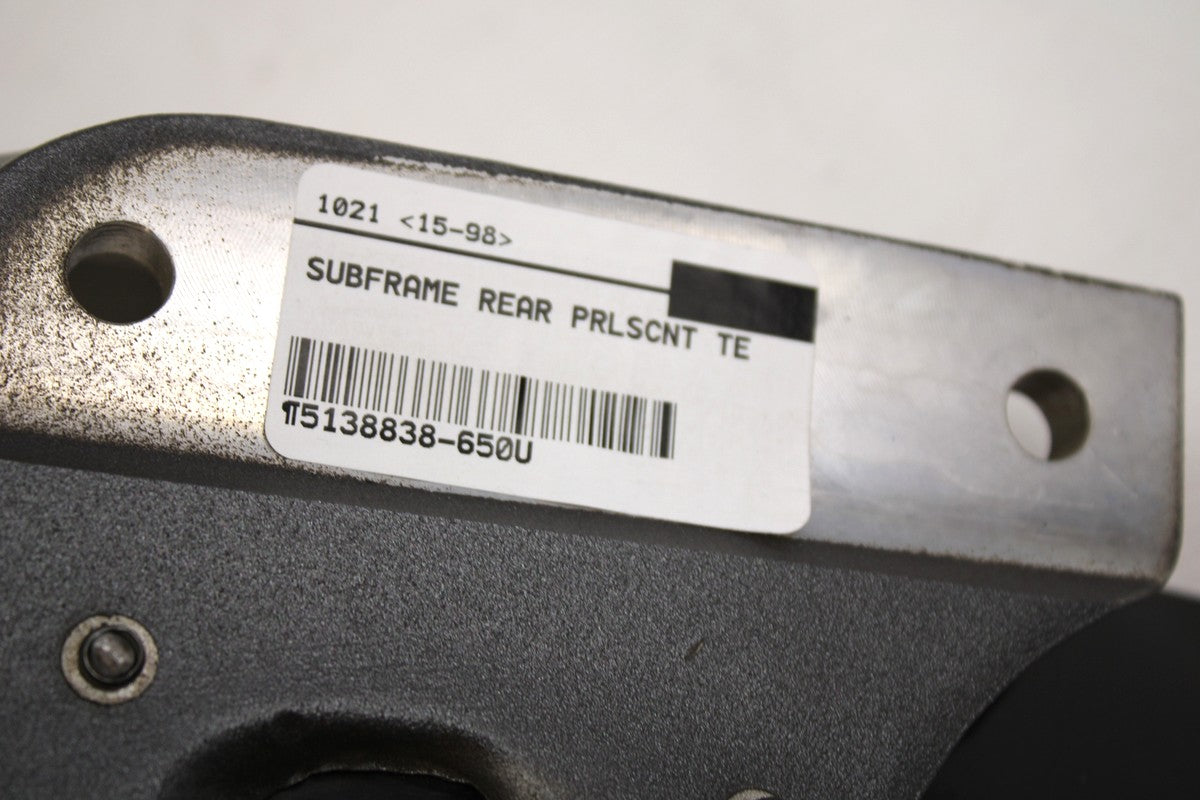 1021 <15-98>
SUBFRAME REAR PRLSCNT TE
¶5138838-650U